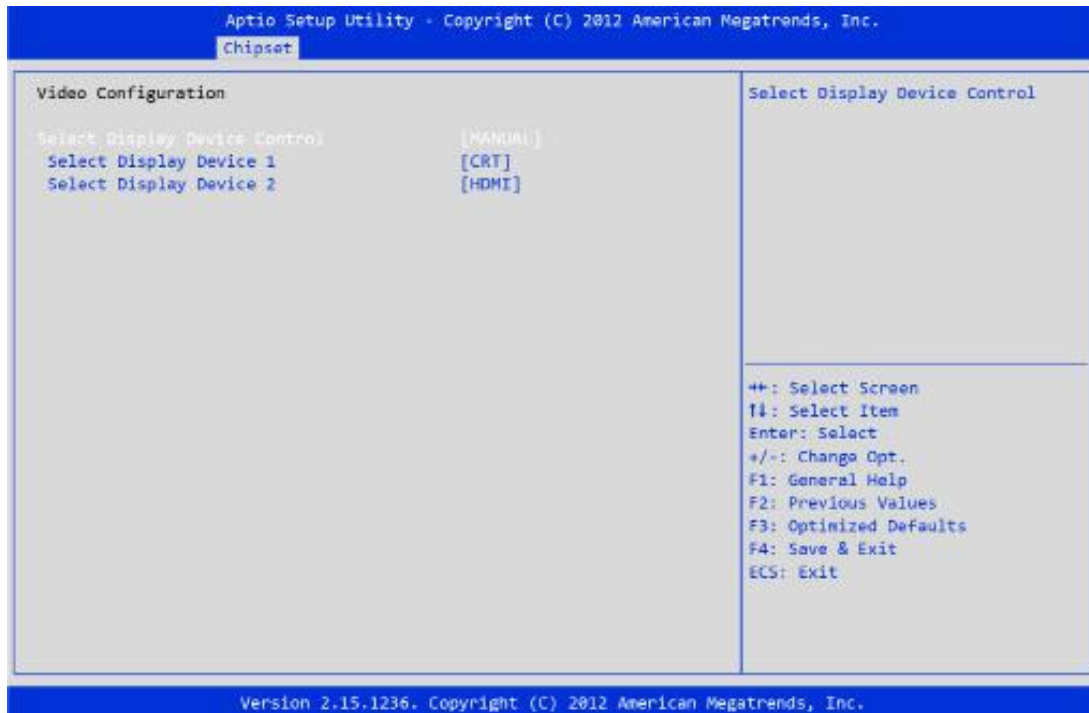 Aptio Setup Utility - Copyright (C) 2012 American Megatrends, Inc.
Chipset
Video Configuration
Select Display Device Control [MANUAL]
Select Display Device 1 [CRT]
Select Display Device 2 [HDMI]
Select Display Device Control
→←: Select Screen
↑↓: Select Item
Enter: Select
+/-: Change Opt.
F1: General Help
F2: Previous Values
F3: Optimized Defaults
F4: Save & Exit
ECS: Exit
Version 2.15.1236. Copyright (C) 2012 American Megatrends, Inc.